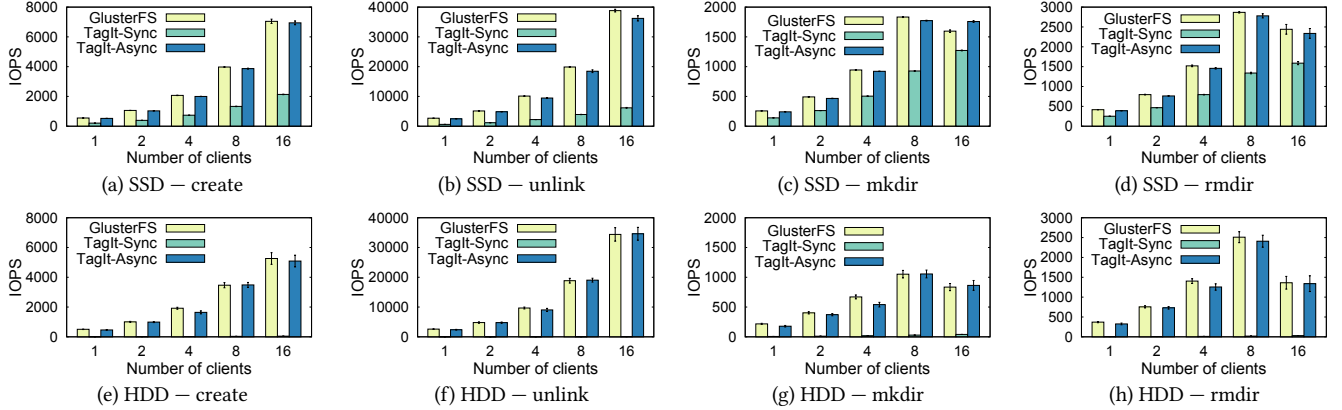 8000
6000
4000
2000
0
IOPS
GlusterFS
TagIt-Sync
TagIt-Async
1 2 4 8 16
Number of clients
(a) SSD – create
40000
30000
20000
10000
0
IOPS
GlusterFS
TagIt-Sync
TagIt-Async
1 2 4 8 16
Number of clients
(b) SSD – unlink
2000
1500
1000
500
0
IOPS
GlusterFS
TagIt-Sync
TagIt-Async
1 2 4 8 16
Number of clients
(c) SSD – mkdir
3000
2500
2000
1500
1000
500
0
IOPS
GlusterFS
TagIt-Sync
TagIt-Async
1 2 4 8 16
Number of clients
(d) SSD – rmdir
8000
6000
4000
2000
0
IOPS
GlusterFS
TagIt-Sync
TagIt-Async
1 2 4 8 16
Number of clients
(e) HDD – create
40000
30000
20000
10000
0
IOPS
GlusterFS
TagIt-Sync
TagIt-Async
1 2 4 8 16
Number of clients
(f) HDD – unlink
2000
1500
1000
500
0
IOPS
GlusterFS
TagIt-Sync
TagIt-Async
1 2 4 8 16
Number of clients
(g) HDD – mkdir
3000
2500
2000
1500
1000
500
0
IOPS
GlusterFS
TagIt-Sync
TagIt-Async
1 2 4 8 16
Number of clients
(h) HDD – rmdir